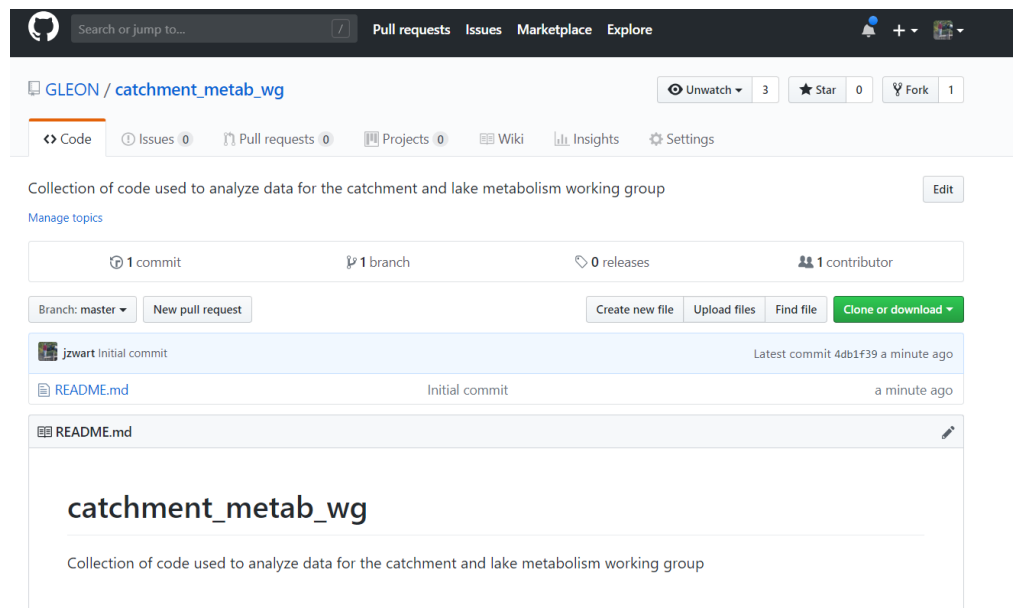 Search or jump to... / Pull requests Issues Marketplace Explore
GLEON / catchment_metab_wg Unwatch 3 Star 0 Fork 1
Code Issues 0 Pull requests 0 Projects 0 Wiki Insights Settings
Collection of code used to analyze data for the catchment and lake metabolism working group Edit
Manage topics
1 commit 1 branch 0 releases 1 contributor
Branch: master New pull request Create new file Upload files Find file Clone or download
jzwart Initial commit Latest commit 4db1f39 a minute ago
README.md Initial commit a minute ago
README.md
catchment_metab_wg
Collection of code used to analyze data for the catchment and lake metabolism working group